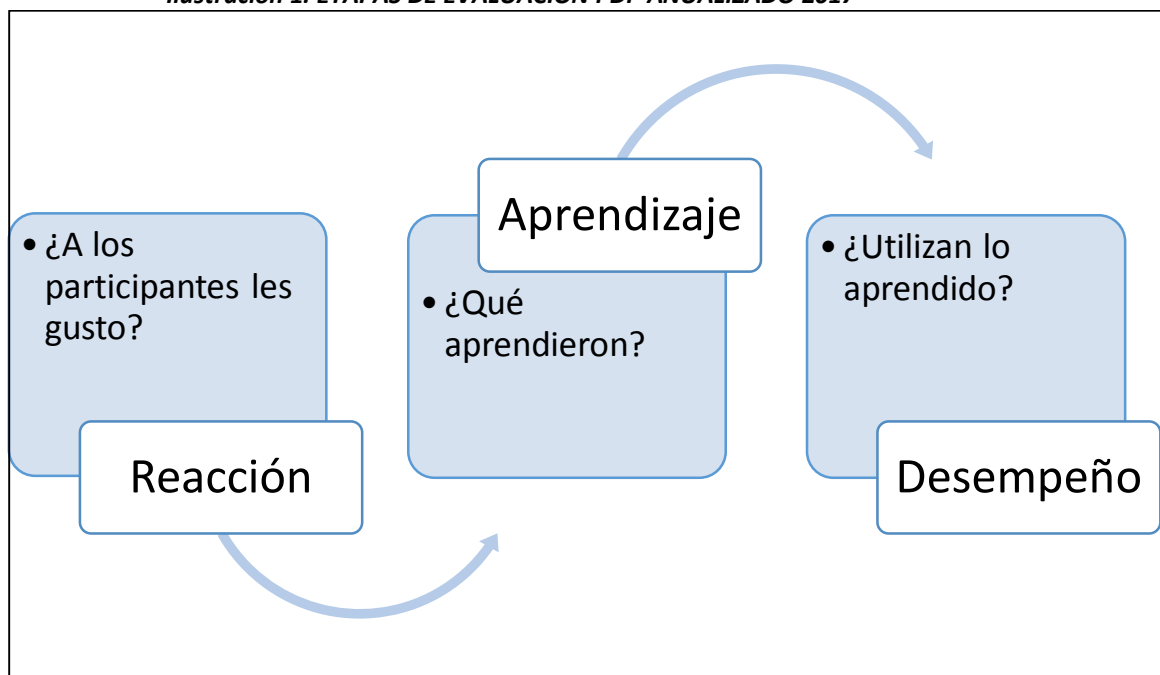 • ¿A los
participantes les
gusto?
Reacción
Aprendizaje
• ¿Qué
aprendieron?
• ¿Utilizan lo
aprendido?
Desempeño